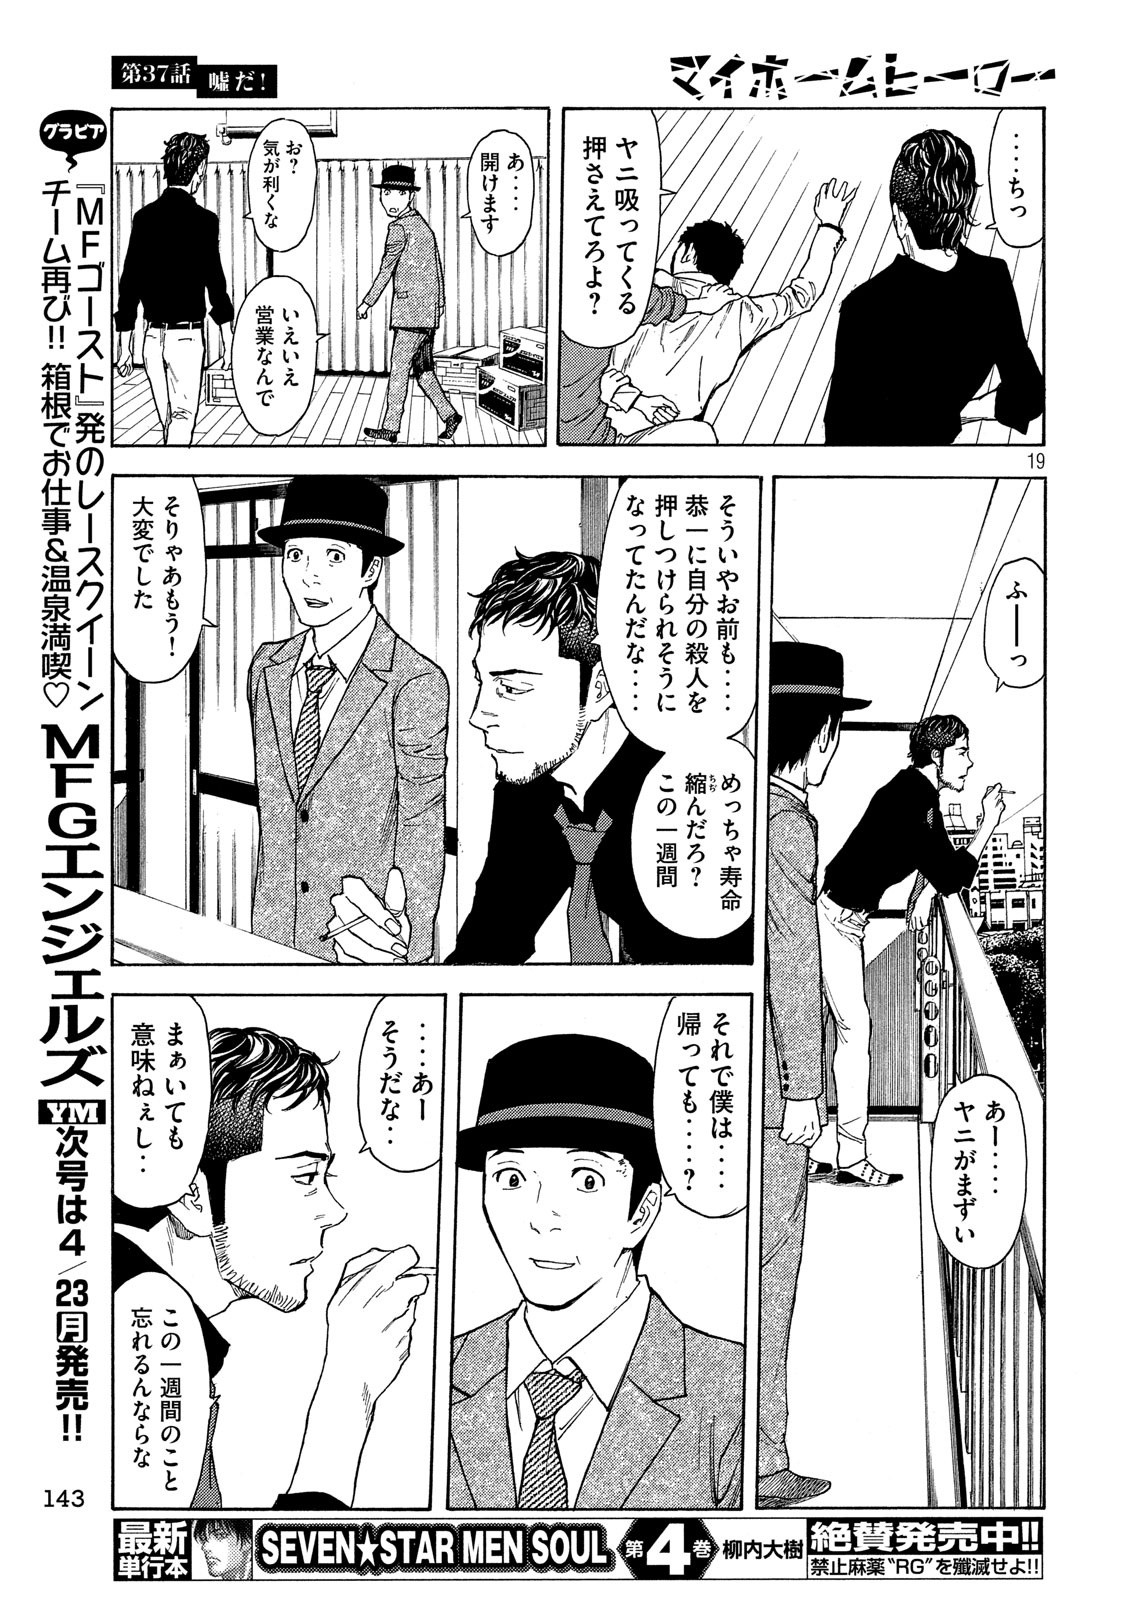 第37話
嘘だ!
マイホームヒーロー
‥‥ちっ
ヤニ吸ってくる
押さえてろよ?
あ‥‥
開けます
お?
気が利くな
いえいえ
営業なんで
19
ふーーっ
あー‥‥
ヤニがまずい
そういやお前も‥‥
恭一に自分の殺人を
押しつけられそうに
なってたんだな‥‥
めっちゃ寿命
縮んだろ?
ちぢ
この一週間
そりゃあもう!
大変でした
それで僕は‥‥
帰っても‥‥?
‥‥あー
そうだな‥
まぁいても
意味ねぇし‥
この一週間のこと
忘れるんならな
グラビア
『MFゴースト』発のレースクイーン
チーム再び!! 箱根でお仕事&温泉満喫♡
MFGエンジェルズ
YM次号は4/23月発売!!
143
最新
単行本
SEVEN★STAR MEN SOUL
第4巻
柳内大樹
絶賛発売中!!
禁止麻薬“RG”を殲滅せよ!!